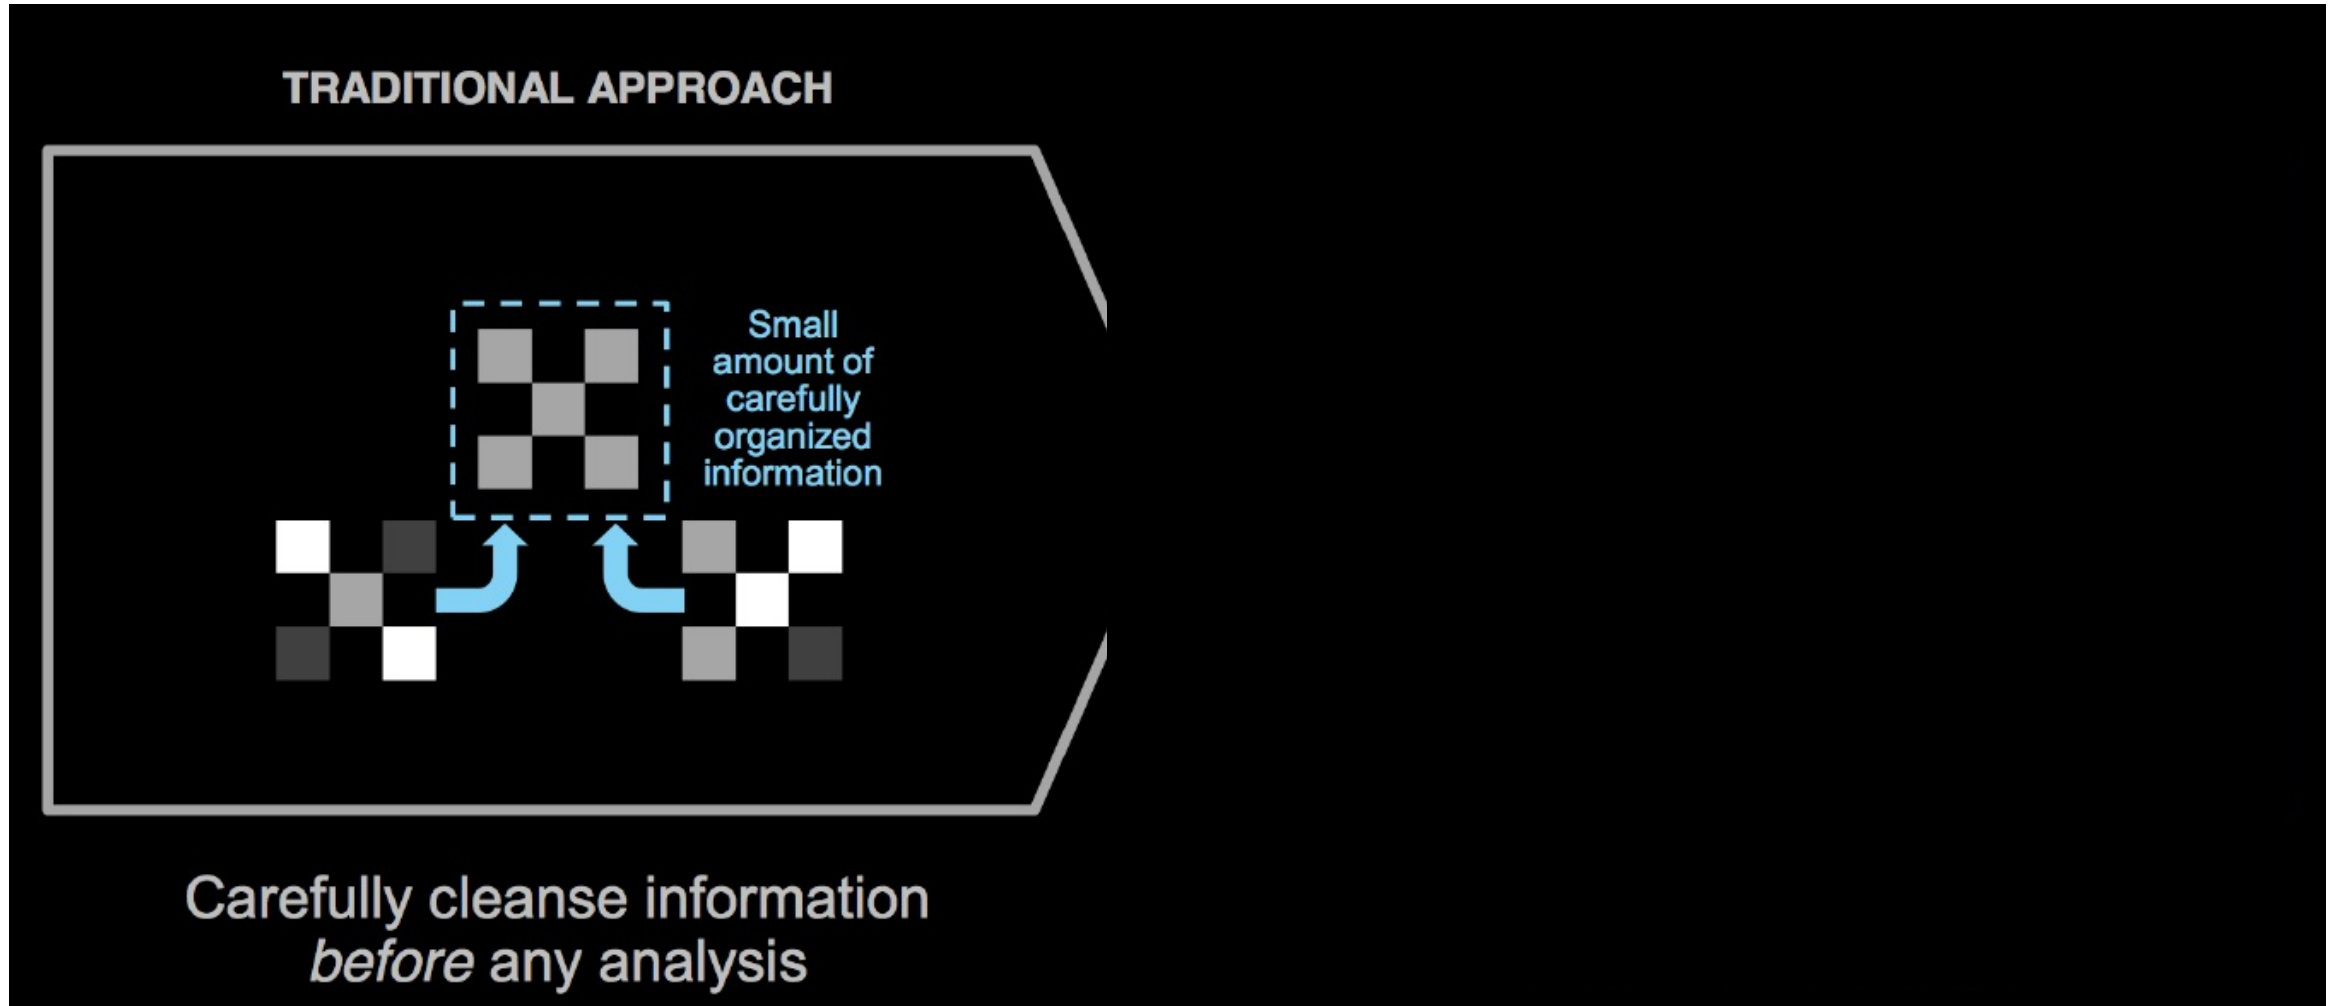 TRADITIONAL APPROACH
Small
amount of
carefully
organized
information
Carefully cleanse information
before any analysis